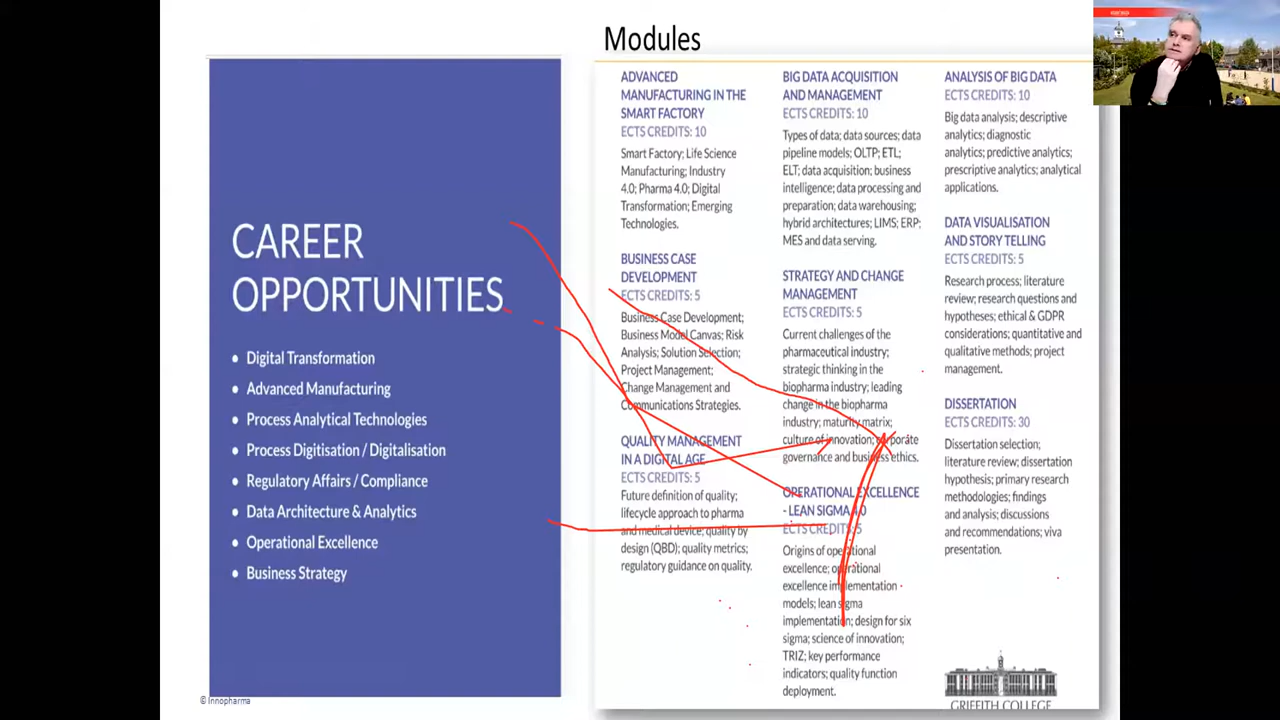 Modules
CAREER
OPPORTUNITIES
Digital Transformation
Advanced Manufacturing
Process Analytical Technologies
Process Digitisation / Digitalisation
Regulatory Affairs / Compliance
Data Architecture & Analytics
Operational Excellence
Business Strategy
© Innopharma
ADVANCED
MANUFACTURING IN THE
SMART FACTORY
ECTS CREDITS: 10
Smart Factory; Life Science
Manufacturing; Industry
4.0; Pharma 4.0; Digital
Transformation; Emerging
Technologies.
BUSINESS CASE
DEVELOPMENT
ECTS CREDITS: 5
Business Case Development;
Business Model Canvas; Risk
Analysis; Solution Selection;
Project Management;
Change Management and
Communications Strategies.
QUALITY MANAGEMENT
IN A DIGITAL AGE
ECTS CREDITS: 5
Future definition of quality;
lifecycle approach to pharma
and medical device; quality by
design (QBD); quality metrics;
regulatory guidance on quality.
BIG DATA ACQUISITION
AND MANAGEMENT
ECTS CREDITS: 10
Types of data; data sources; data
pipeline models; OLTP; ETL;
ELT; data acquisition; business
intelligence; data processing and
preparation; data warehousing;
hybrid architectures; LIMS; ERP;
MES and data serving.
STRATEGY AND CHANGE
MANAGEMENT
ECTS CREDITS: 5
Current challenges of the
pharmaceutical industry;
strategic thinking in the
biopharma industry; leading
change in the biopharma
industry; maturity matrix;
culture of innovation; corporate
governance and business ethics.
OPERATIONAL EXCELLENCE
- LEAN SIGMA 4.0
ECTS CREDITS: 5
Origins of operational
excellence; operational
excellence implementation
models; lean sigma
implementation; design for six
sigma; science of innovation;
TRIZ; key performance
indicators; quality function
deployment.
ANALYSIS OF BIG DATA
ECTS CREDITS: 10
Big data analysis; descriptive
analytics; diagnostic
analytics; predictive analytics;
prescriptive analytics; analytical
applications.
DATA VISUALISATION
AND STORY TELLING
ECTS CREDITS: 5
Research process; literature
review; research questions and
hypotheses; ethical & GDPR
considerations; quantitative and
qualitative methods; project
management.
DISSERTATION
ECTS CREDITS: 30
Dissertation selection;
literature review; dissertation
hypothesis; primary research
methodologies; findings
and analysis; discussions
and recommendations; viva
presentation.
GRIFFITH COLLEGE